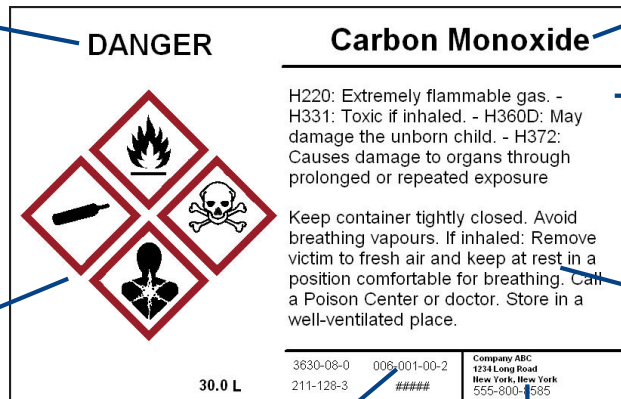 DANGER
Carbon Monoxide
H220: Extremely flammable gas. -
H331: Toxic if inhaled. - H360D: May
damage the unborn child. - H372:
Causes damage to organs through
prolonged or repeated exposure
Keep container tightly closed. Avoid
breathing vapours. If inhaled: Remove
victim to fresh air and keep at rest in a
position comfortable for breathing. Call
a Poison Center or doctor. Store in a
well-ventilated place.
30.0 L
3630-08-0 006-001-00-2
211-128-3 #####
Company ABC
1234 Long Road
New York, New York
555-800-8585